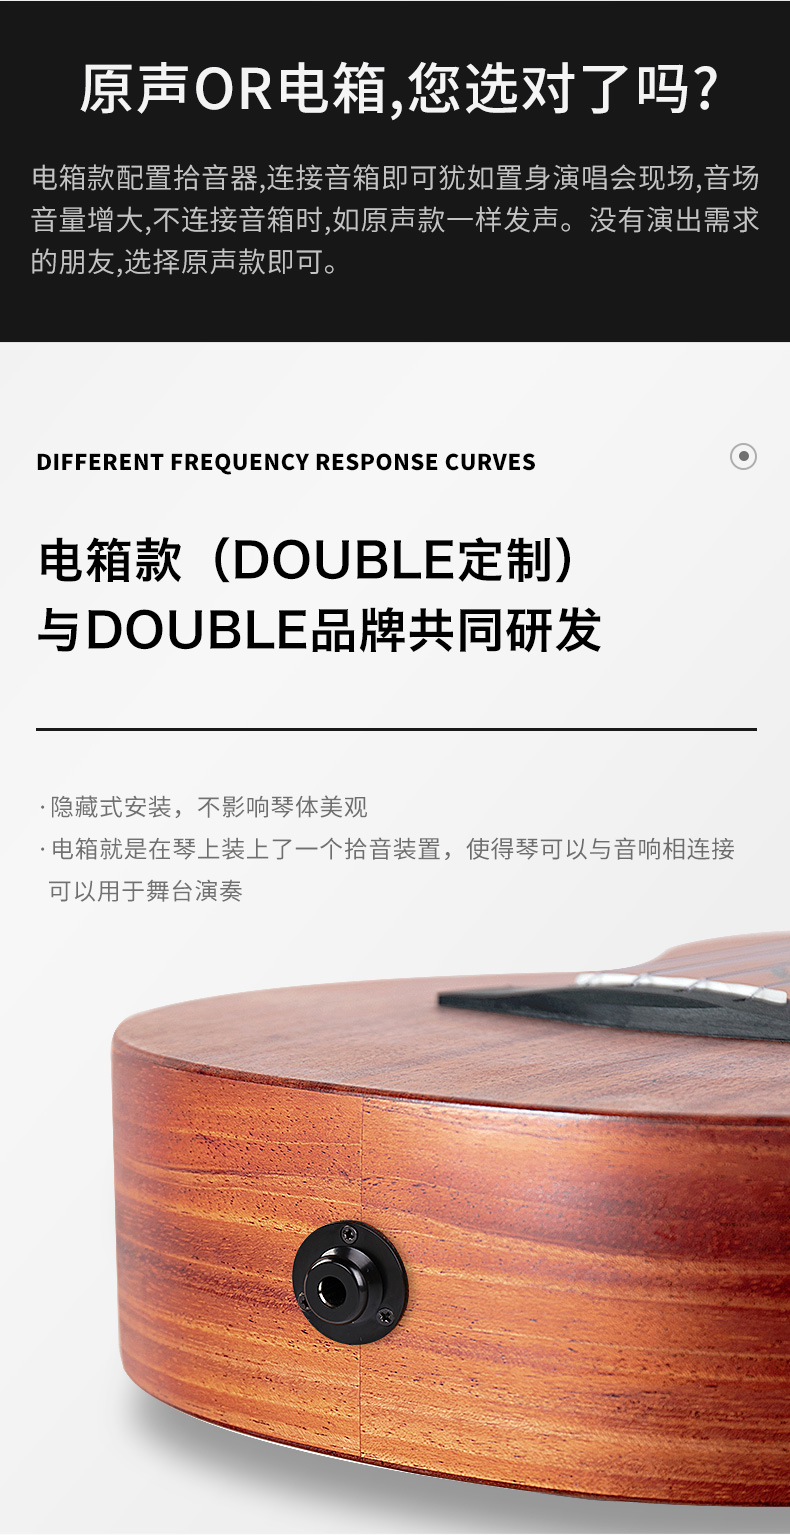 原声OR电箱,您选对了吗?
电箱款配置拾音器,连接音箱即可犹如置身演唱会现场,音场
音量增大,不连接音箱时,如原声款一样发声。没有演出需求
的朋友,选择原声款即可。
DIFFERENT FREQUENCY RESPONSE CURVES
电箱款（DOUBLE定制）
与DOUBLE品牌共同研发
·隐藏式安装，不影响琴体美观
·电箱就是在琴上装上了一个拾音装置，使得琴可以与音响相连接
可以用于舞台演奏